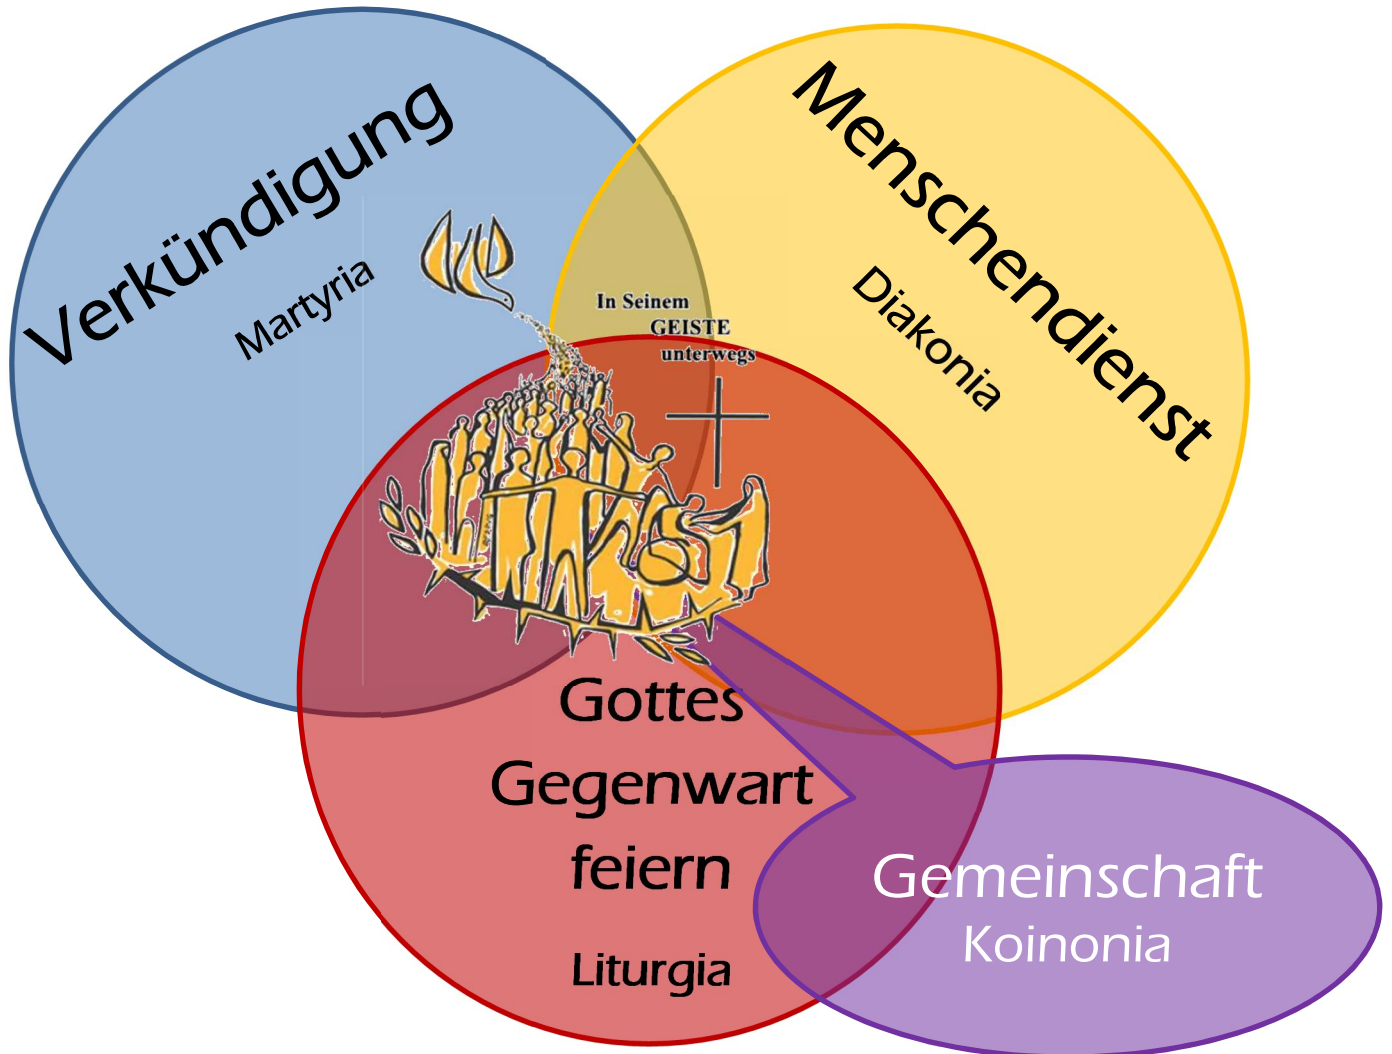 Verkündigung
Martyria
Menschendienst
Diakonia
In Seinem
GEISTE
unterwegs
Gottes
Gegenwart
feiern
Liturgia
Gemeinschaft
Koinonia